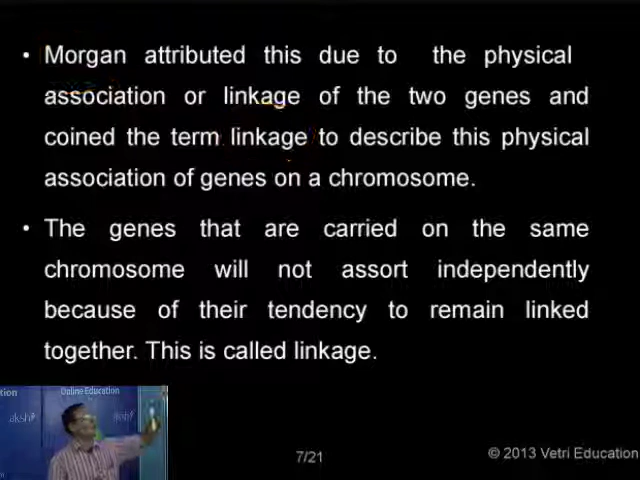 • Morgan attributed this due to the physical
association or linkage of the two genes and
coined the term linkage to describe this physical
association of genes on a chromosome.
• The genes that are carried on the same
chromosome will not assort independently
because of their tendency to remain linked
together. This is called linkage.
Online Education
7/21
© 2013 Vetri Education